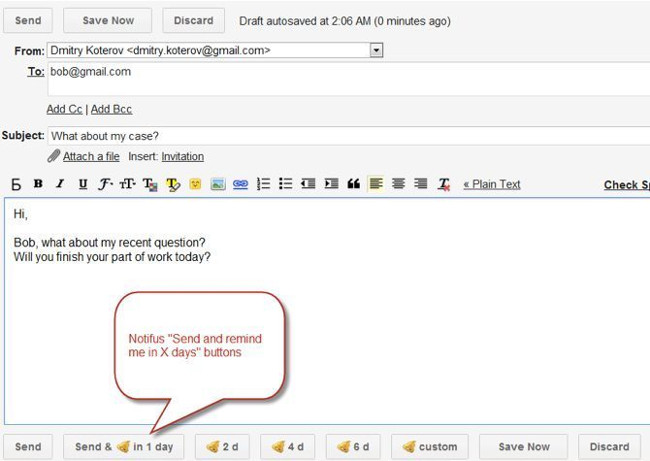 Send Save Now Discard Draft autosaved at 2:06 AM (0 minutes ago)
From: Dmitry Koterov <dmitry.koterov@gmail.com>
To: bob@gmail.com
Add Cc | Add Bcc
Subject: What about my case?
Attach a file Insert: Invitation
Б B I U F T T T « Plain Text Check Sp
Hi,
Bob, what about my recent question?
Will you finish your part of work today?
Notifus "Send and remind
me in X days" buttons
Send Send & in 1 day 2 d 4 d 6 d custom Save Now Discard